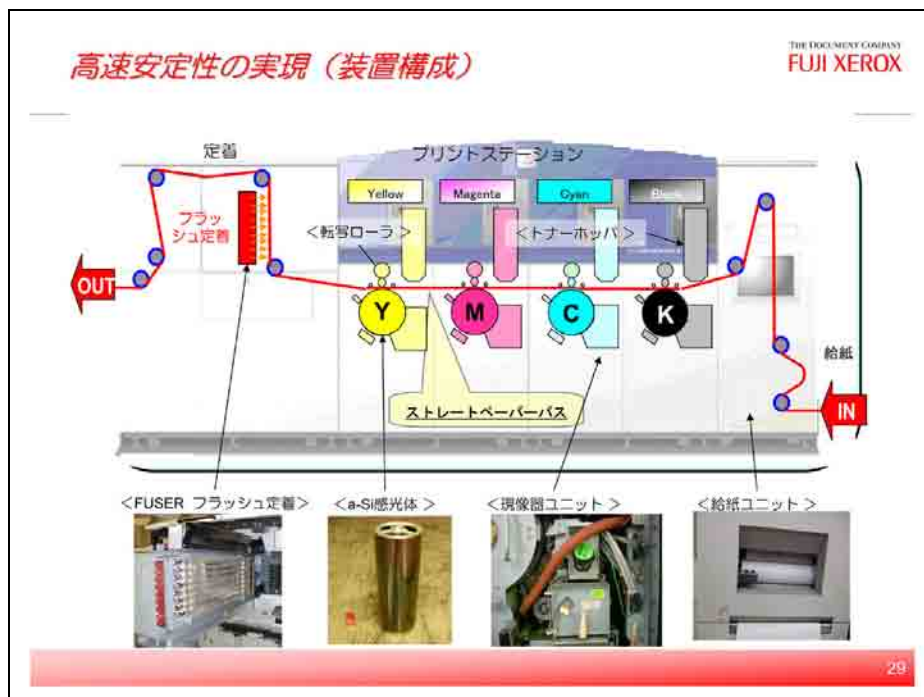 高速安定性の実現（装置構成）
THE DOCUMENT COMPANY
FUJI XEROX
定着
プリントステーション
Yellow
Magenta
Cyan
Black
フラッ
シュ定着
＜転写ローラ＞
＜トナーホッパ＞
OUT
Y
M
C
K
給紙
ストレートペーパーパス
IN
＜FUSER フラッシュ定着＞
＜a-Si感光体＞
＜現像器ユニット＞
＜給紙ユニット＞
29